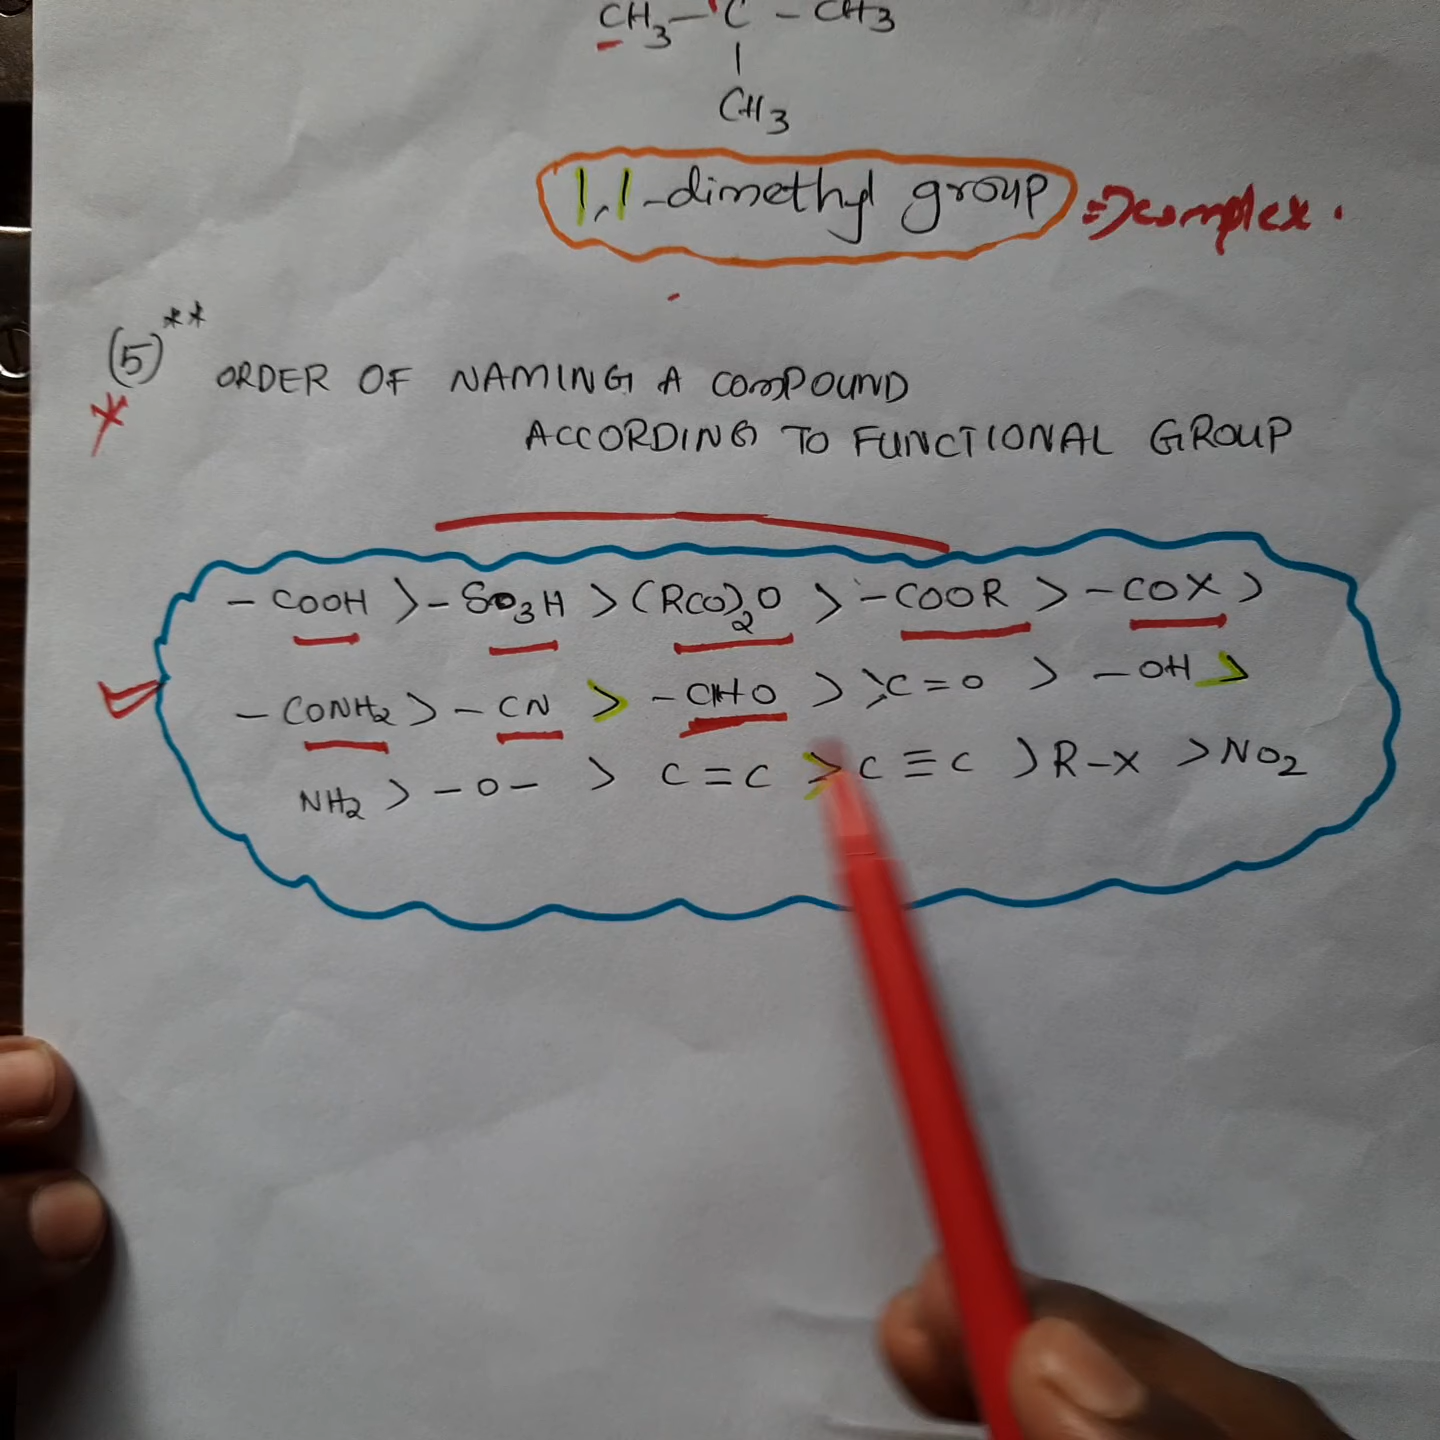 CH3 - C - CH3
|
CH3
1,1-dimethyl group => complex.
(5)**
ORDER OF NAMING A COMPOUND
ACCORDING TO FUNCTIONAL GROUP
-COOH > -SO3H > (RCO)2O > -COOR > -COX >
-CONH2 > -CN > -CHO > >C=O > -OH >
NH2 > -O- > C=C > C≡C > R-X > NO2